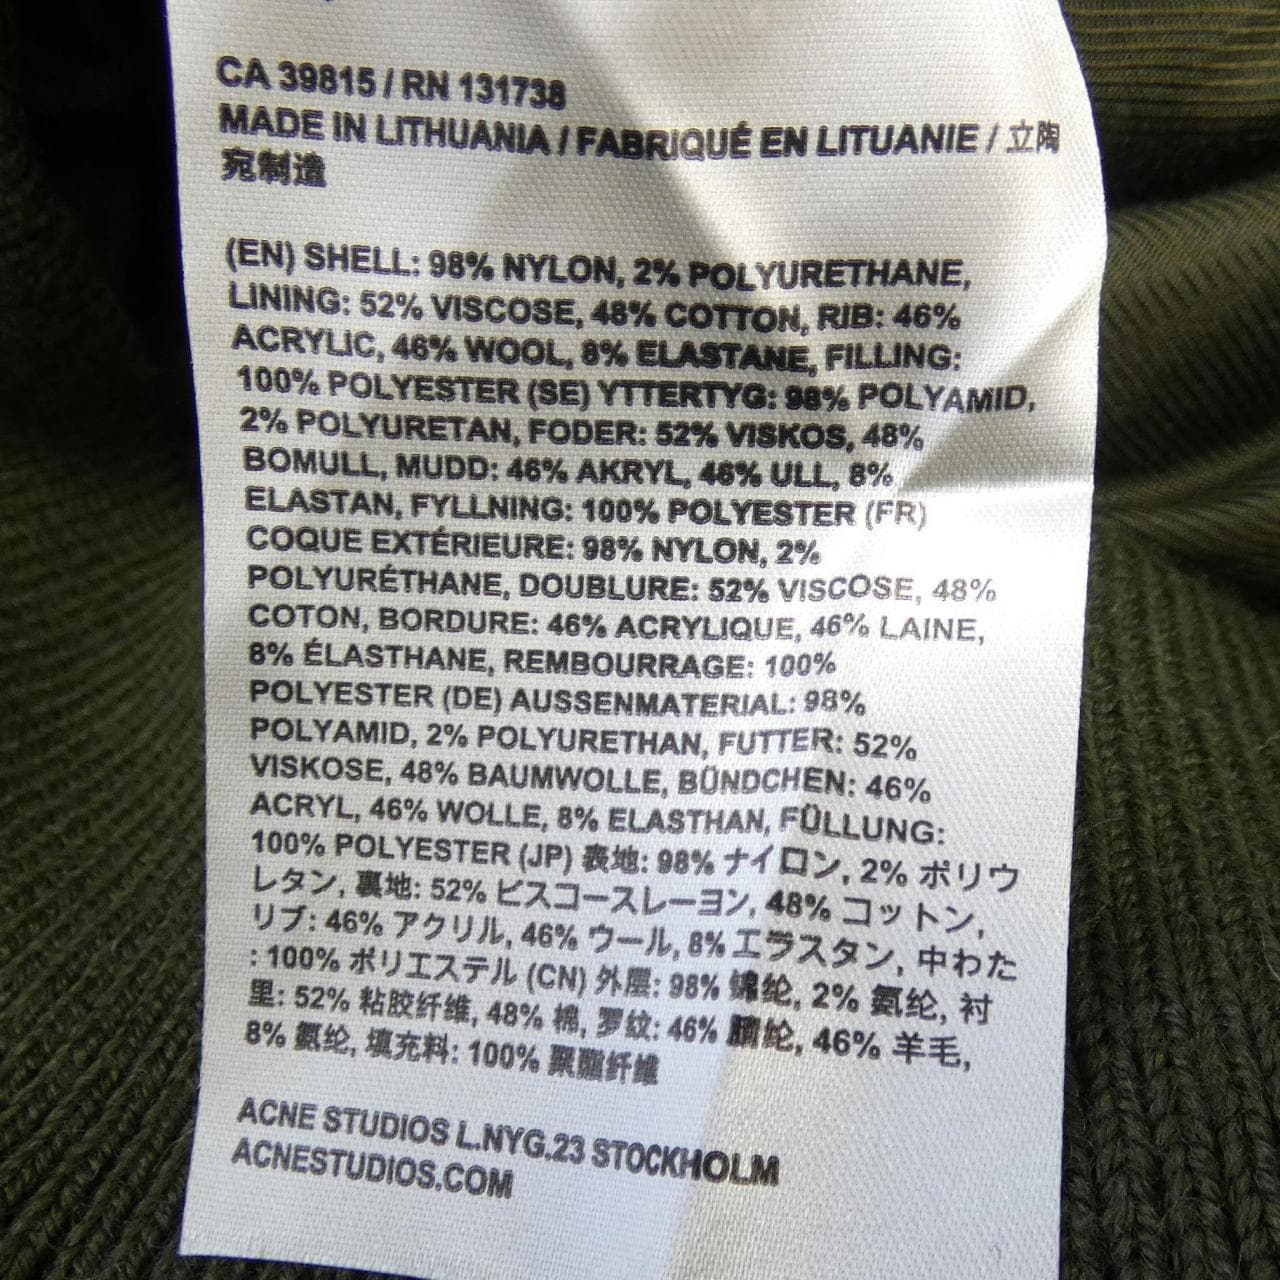 CA 39815 / RN 131738
MADE IN LITHUANIA / FABRIQUÉ EN LITUANIE / 立陶
宛制造
(EN) SHELL: 98% NYLON, 2% POLYURETHANE,
LINING: 52% VISCOSE, 48% COTTON, RIB: 46%
ACRYLIC, 46% WOOL, 8% ELASTANE, FILLING:
100% POLYESTER (SE) YTTERTYG: 98% POLYAMID,
2% POLYURETAN, FODER: 52% VISKOS, 48%
BOMULL, MUDD: 46% AKRYL, 46% ULL, 8%
ELASTAN, FYLLNING: 100% POLYESTER (FR)
COQUE EXTÉRIEURE: 98% NYLON, 2%
POLYURÉTHANE, DOUBLURE: 52% VISCOSE, 48%
COTON, BORDURE: 46% ACRYLIQUE, 46% LAINE,
8% ÉLASTHANE, REMBOURRAGE: 100%
POLYESTER (DE) AUSSENMATERIAL: 98%
POLYAMID, 2% POLYURETHAN, FUTTER: 52%
VISKOSE, 48% BAUMWOLLE, BÜNDCHEN: 46%
ACRYL, 46% WOLLE, 8% ELASTHAN, FÜLLUNG:
100% POLYESTER (JP) 表地: 98% ナイロン, 2% ポリウ
レタン, 裏地: 52% ビスコースレーヨン, 48% コットン,
リブ: 46% アクリル, 46% ウール, 8% エラスタン, 中わた
: 100% ポリエステル (CN) 外层: 98% 锦纶, 2% 氨纶, 衬
里: 52% 粘胶纤维, 48% 棉, 罗纹: 46% 腈纶, 46% 羊毛,
8% 氨纶, 填充料: 100% 聚酯纤维
ACNE STUDIOS L.NYG.23 STOCKHOLM
ACNESTUDIOS.COM